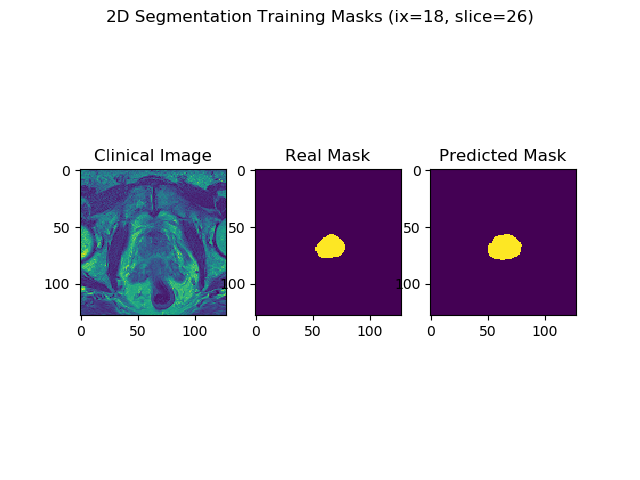 2D Segmentation Training Masks (ix=18, slice=26)
Clinical Image Real Mask Predicted Mask
0 0 0
50 50 50
100 100 100
0 50 100 0 50 100 0 50 100